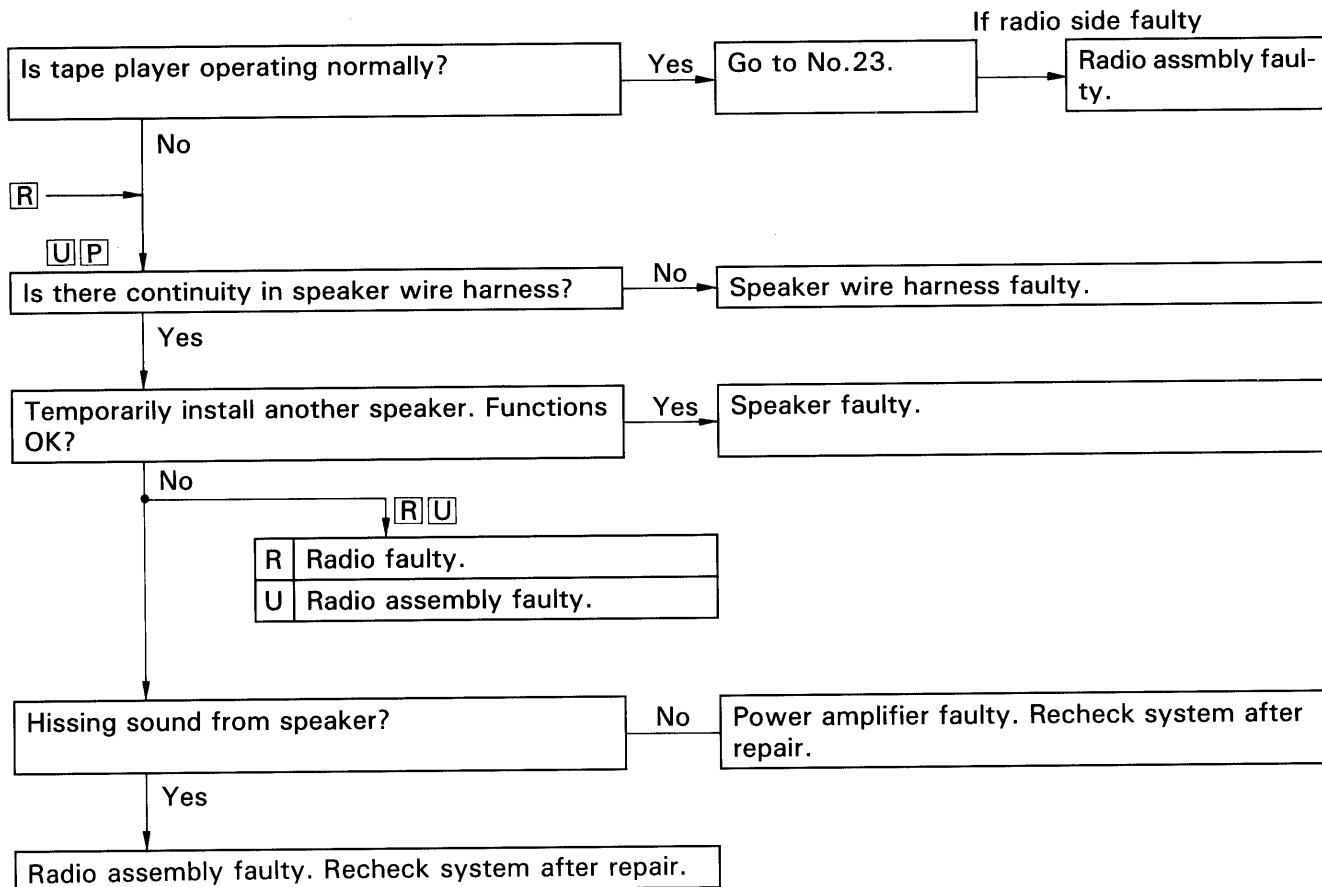 If radio side faulty
Is tape player operating normally?
Yes
Go to No.23.
Radio assmbly faul-
ty.
No
R
U P
Is there continuity in speaker wire harness?
No
Speaker wire harness faulty.
Yes
Temporarily install another speaker. Functions
OK?
Yes
Speaker faulty.
No
R U
R Radio faulty.
U Radio assembly faulty.
Hissing sound from speaker?
No
Power amplifier faulty. Recheck system after
repair.
Yes
Radio assembly faulty. Recheck system after repair.